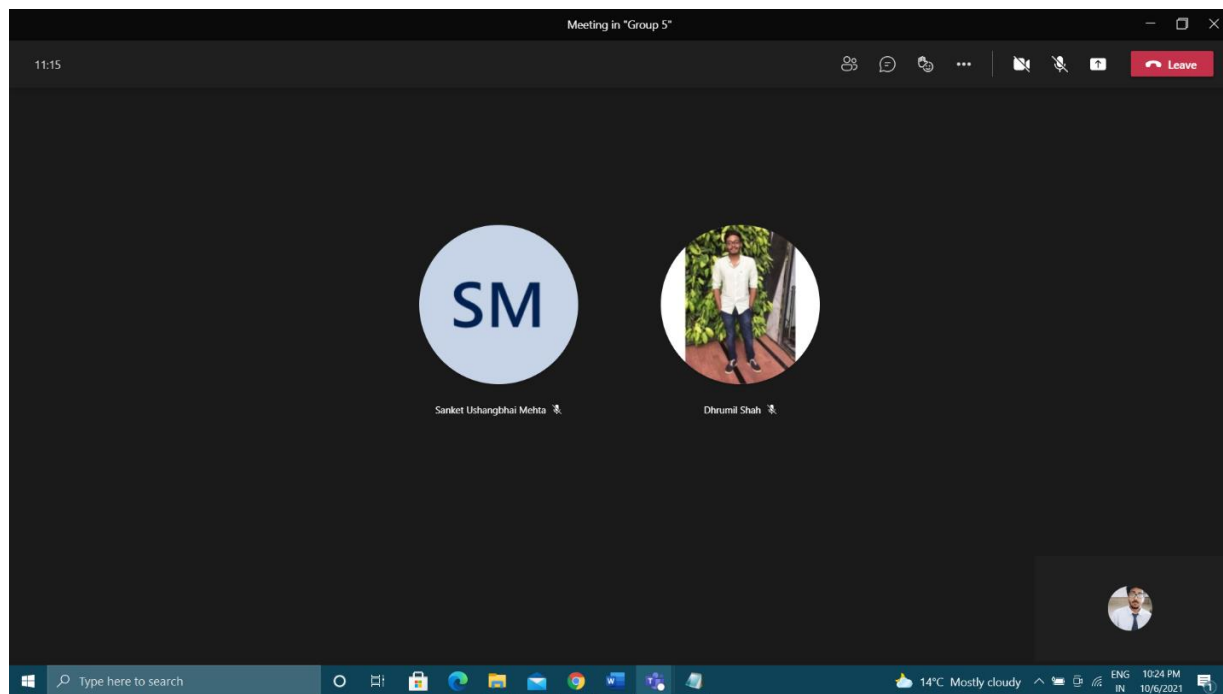 Meeting in "Group 5"
11:15
Leave
SM
Sanket Ushangbhai Mehta
Dhrumil Shah
Type here to search
14°C Mostly cloudy
ENG
IN
10:24 PM
10/6/2021